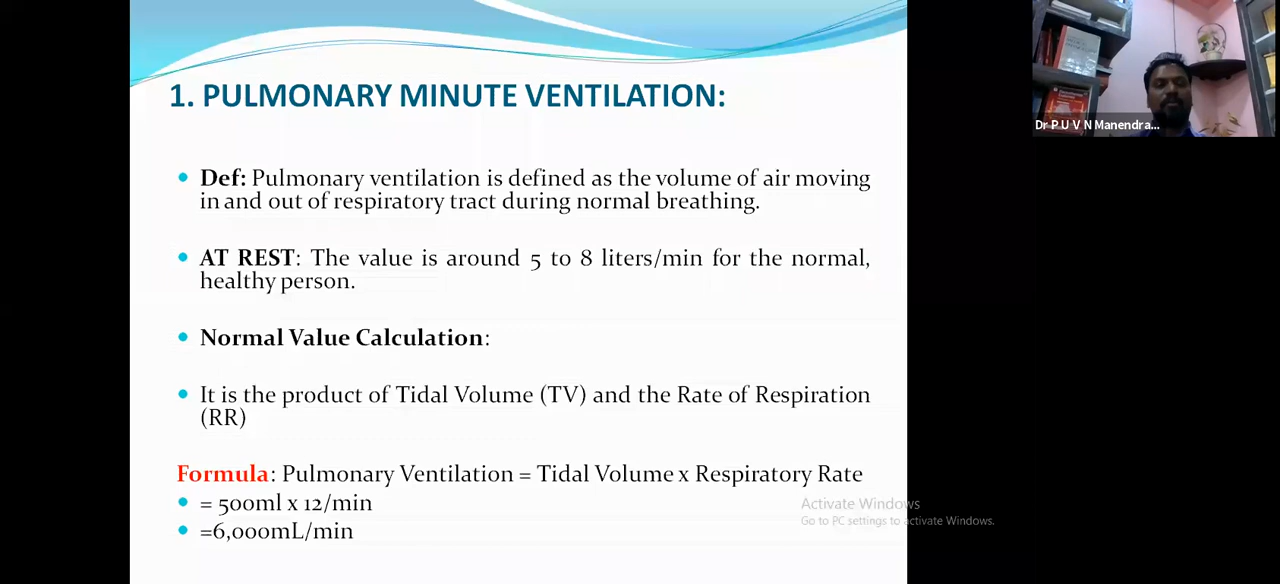 1. PULMONARY MINUTE VENTILATION:
Def: Pulmonary ventilation is defined as the volume of air moving
in and out of respiratory tract during normal breathing.
AT REST: The value is around 5 to 8 liters/min for the normal,
healthy person.
Normal Value Calculation:
It is the product of Tidal Volume (TV) and the Rate of Respiration
(RR)
Formula: Pulmonary Ventilation = Tidal Volume x Respiratory Rate
= 500ml x 12/min
=6,000mL/min
Dr P U V N Manendra...
Activate Windows
Go to PC settings to activate Windows.